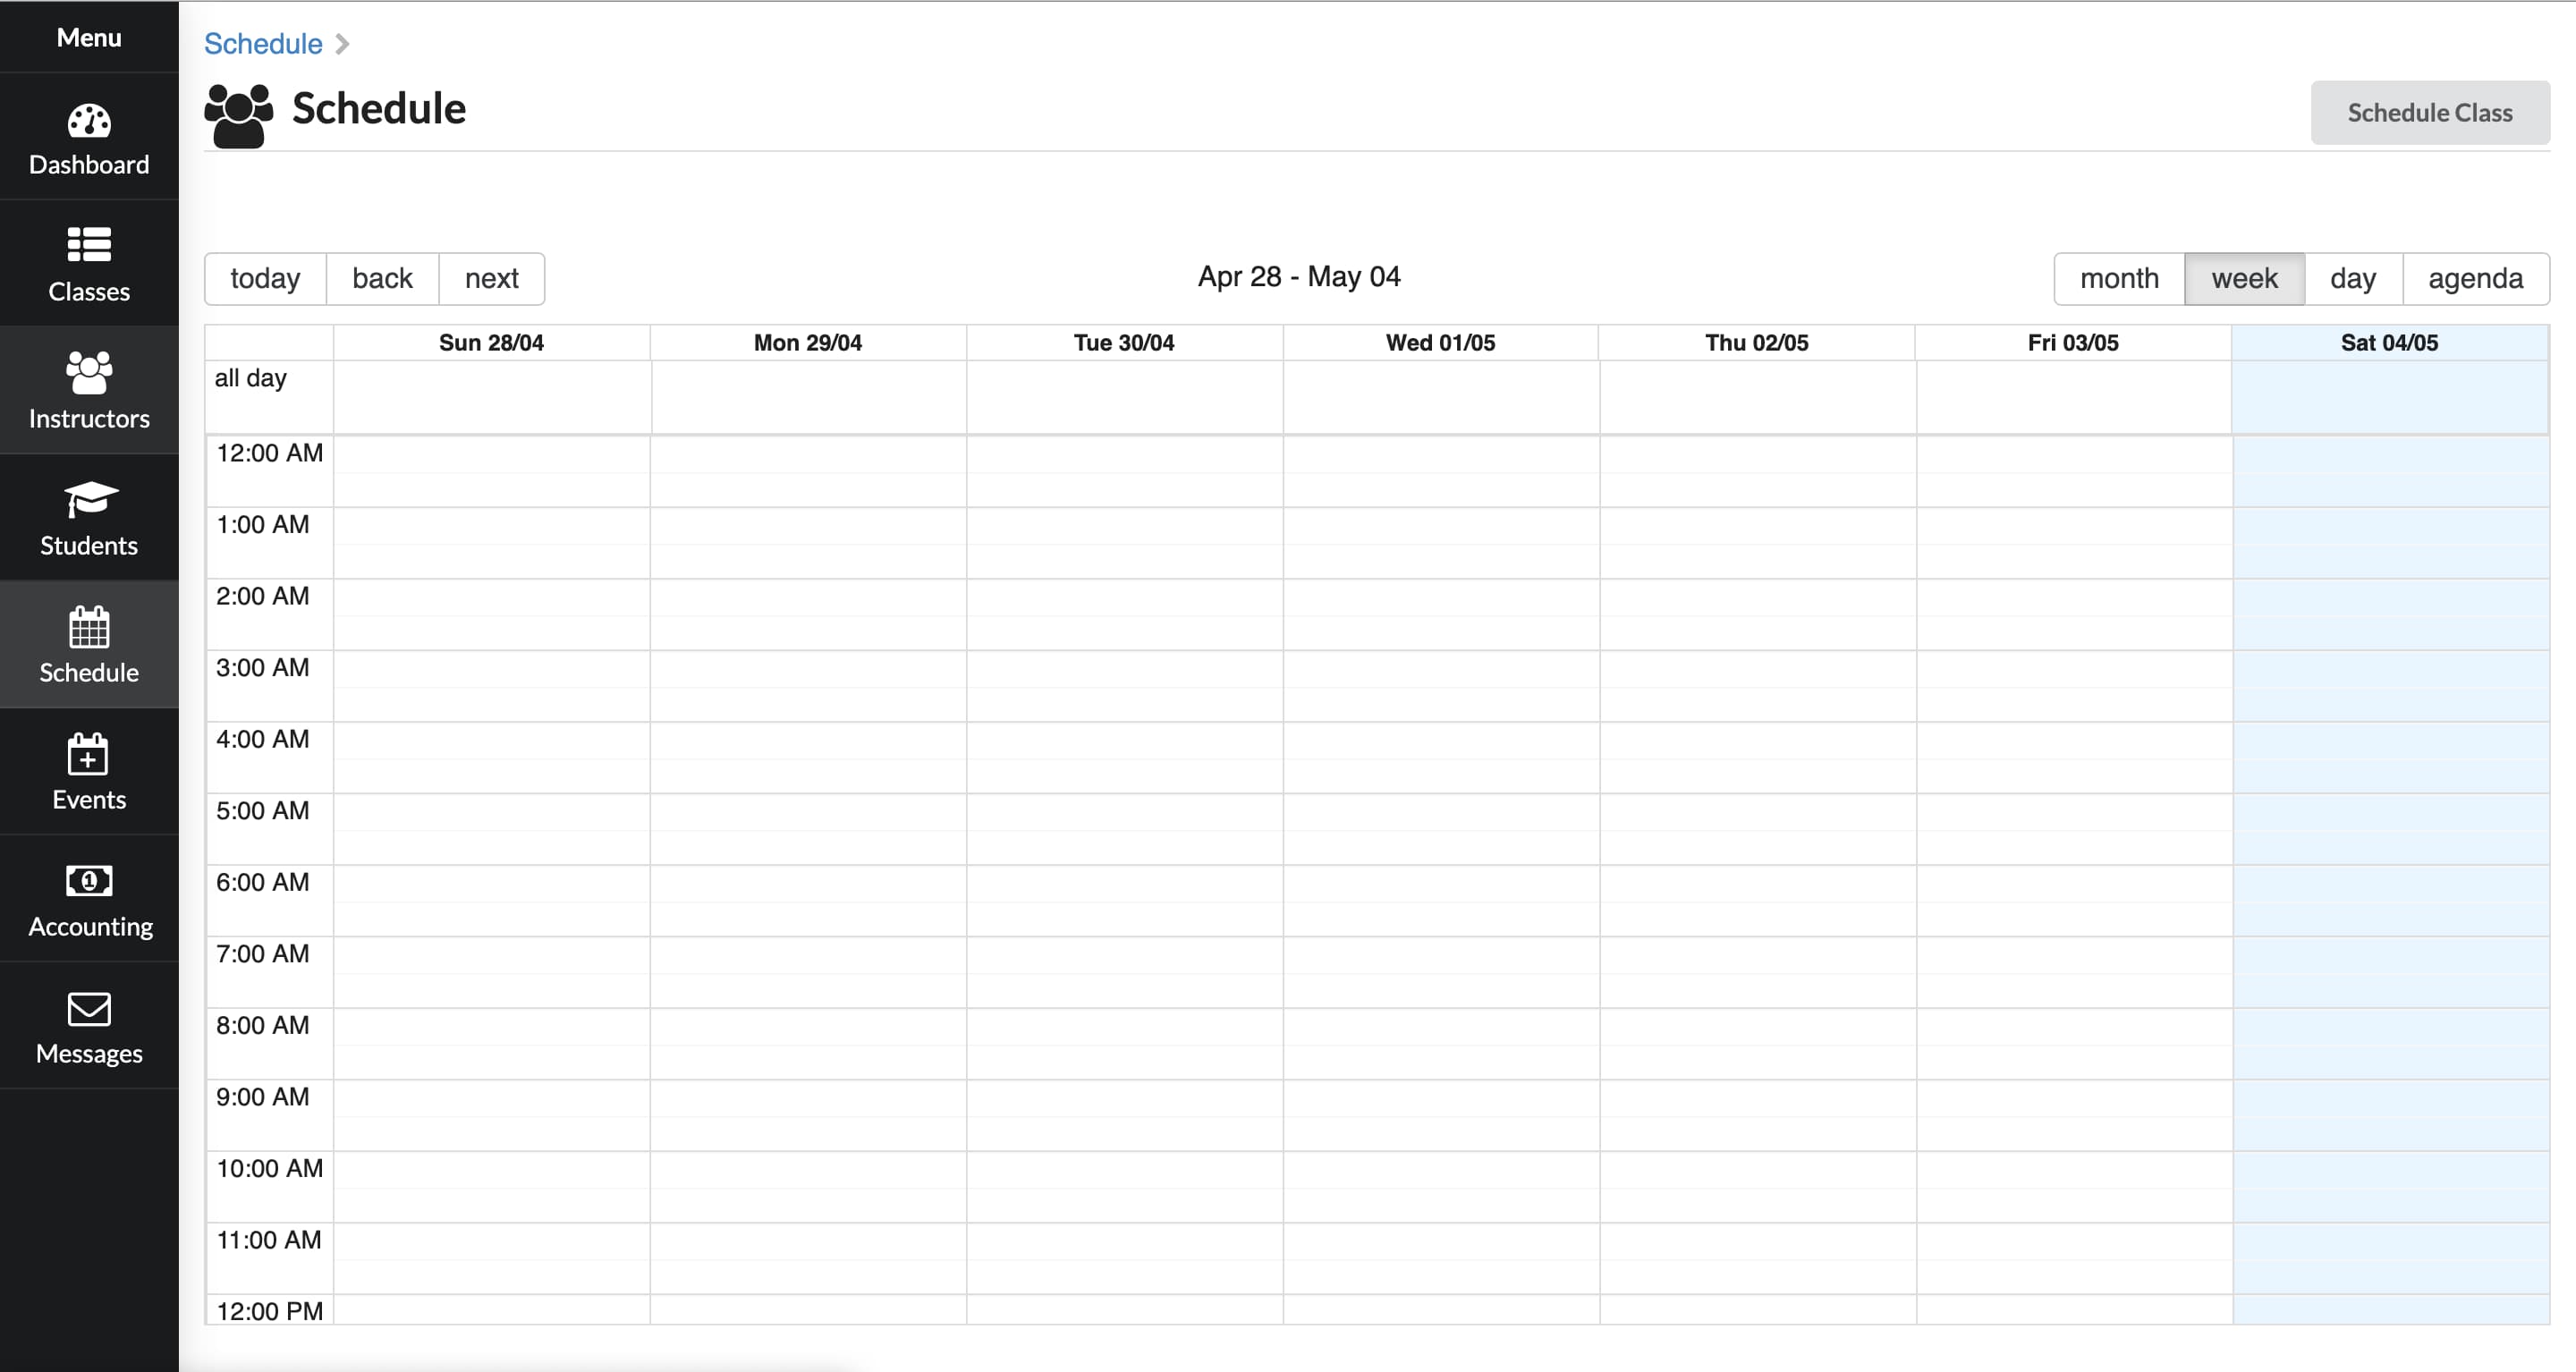 Menu
Dashboard
Classes
Instructors
Students
Schedule
Events
Accounting
Messages
Schedule
Schedule
Schedule Class
today back next
Apr 28 - May 04
month week day agenda
Sun 28/04 Mon 29/04 Tue 30/04 Wed 01/05 Thu 02/05 Fri 03/05 Sat 04/05
all day
12:00 AM
1:00 AM
2:00 AM
3:00 AM
4:00 AM
5:00 AM
6:00 AM
7:00 AM
8:00 AM
9:00 AM
10:00 AM
11:00 AM
12:00 PM